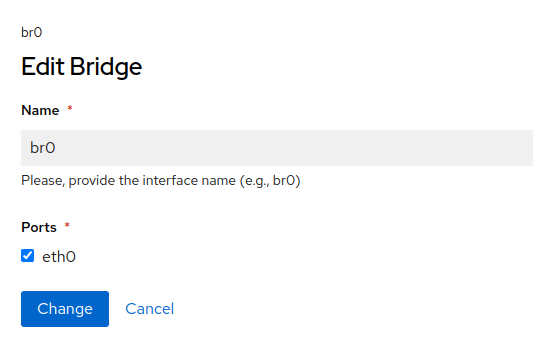 br0
Edit Bridge
Name *
br0
Please, provide the interface name (e.g., br0)
Ports *
eth0
Change Cancel